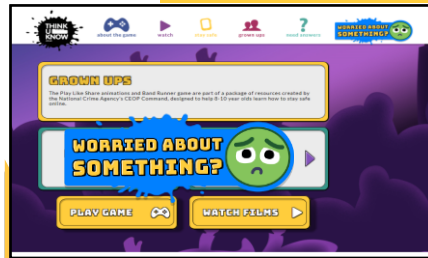 THINK
U
KNOW
about the game
watch
play safe
grown ups
need answers
WORRIED ABOUT
SOMETHING?
GROWN UPS
The Play Like Share animations and Band Runner game are part of a package of resources created by
the National Crime Agency's CEOP Command, designed to help 8-10 year olds learn how to stay safe
online.
WORRIED ABOUT
SOMETHING?
PLAY GAME
WATCH FILMS